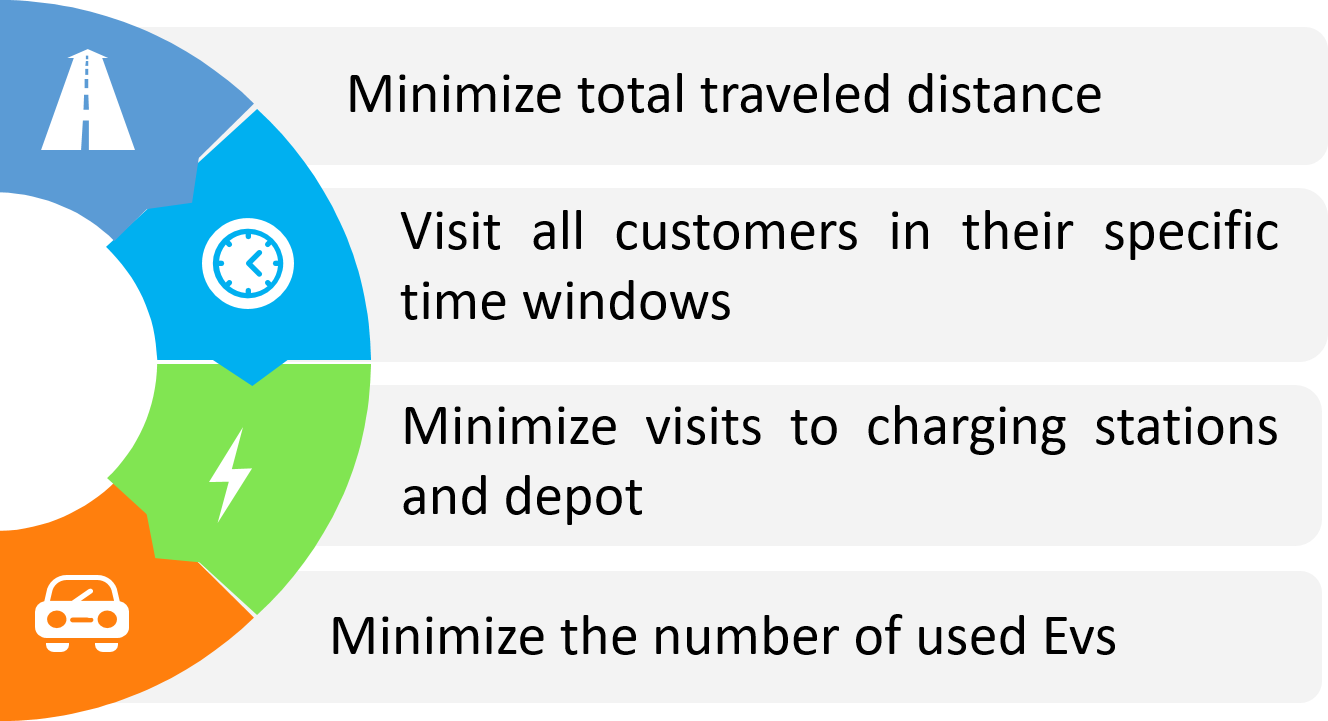 Minimize total traveled distance
Visit all customers in their specific
time windows
Minimize visits to charging stations
and depot
Minimize the number of used Evs